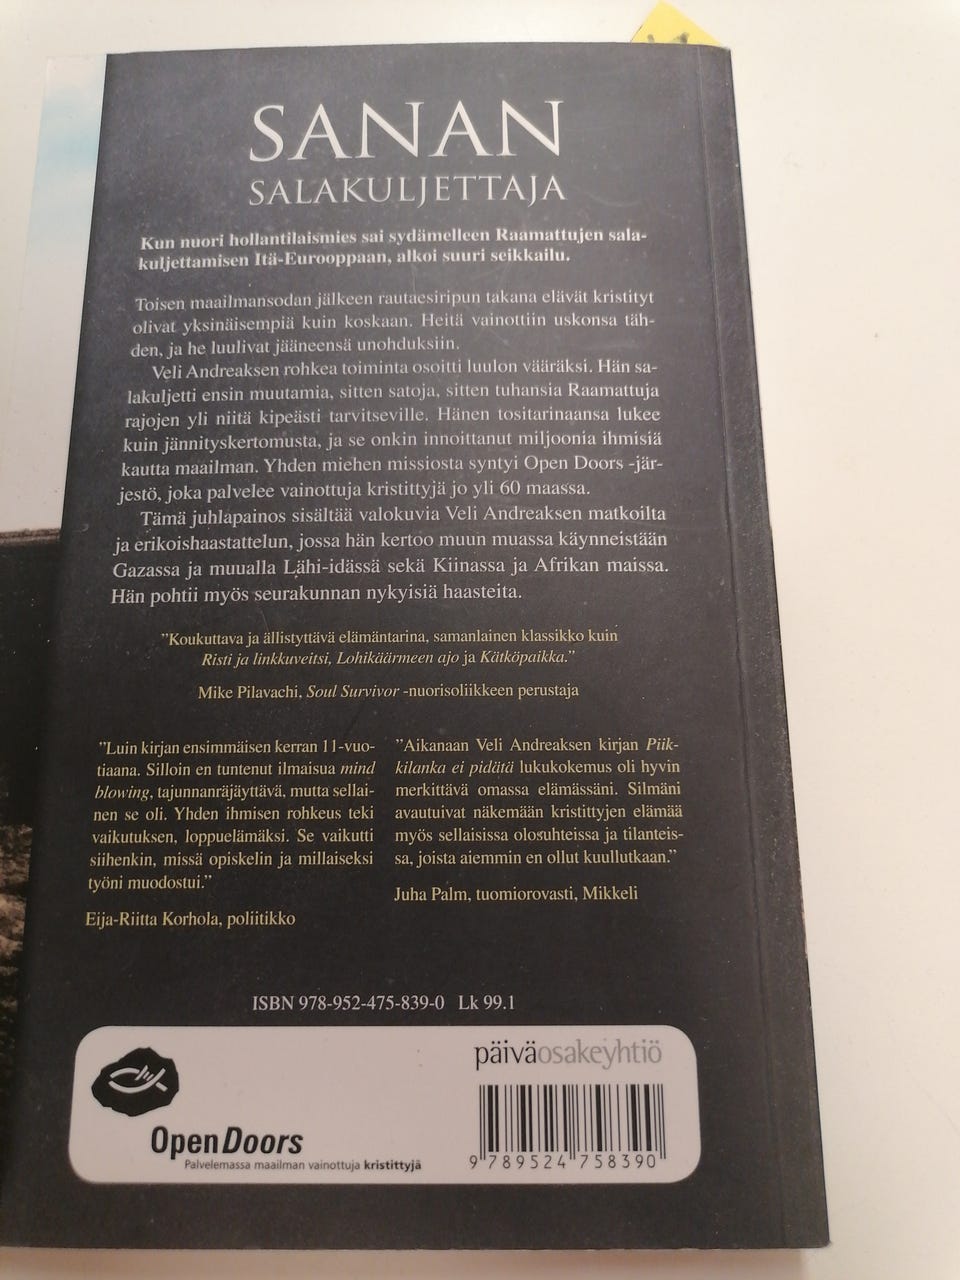 SANAN
SALAKULJETTAJA
Kun nuori hollantilaismies sai sydämelleen Raamattujen sala-
kuljettamisen Itä-Eurooppaan, alkoi suuri seikkailu.
Toisen maailmansodan jälkeen rautaesiripun takana elävät kristityt
olivat yksinäisempiä kuin koskaan. Heitä vainottiin uskonsa täh-
den, ja he luulivat jääneensä unohduksiin.
Veli Andreaksen rohkea toiminta osoitti luulon vääräksi. Hän sa-
lakuljetti ensin muutamia, sitten satoja, sitten tuhansia Raamattuja
rajojen yli niitä kipeästi tarvitseville. Hänen tositarinaansa lukee
kuin jännityskertomusta, ja se onkin innoittanut miljoonia ihmisiä
kautta maailman. Yhden miehen missiosta syntyi Open Doors -jär-
jestö, joka palvelee vainottuja kristittyjä jo yli 60 maassa.
Tämä juhlapainos sisältää valokuvia Veli Andreaksen matkoilta
ja erikoishaastattelun, jossa hän kertoo muun muassa käynneistään
Gazassa ja muualla Lähi-idässä sekä Kiinassa ja Afrikan maissa.
Hän pohtii myös seurakunnan nykyisiä haasteita.
"Koukuttava ja ällistyttävä elämäntarina, samanlainen klassikko kuin
Risti ja linkkuveitsi, Lohikäärmeen ajo ja Kätköpaikka."
Mike Pilavachi, Soul Survivor -nuorisoliikkeen perustaja
"Luin kirjan ensimmäisen kerran 11-vuo-
tiaana. Silloin en tuntenut ilmaisua mind
blowing, tajunnanräjäyttävä, mutta sellai-
nen se oli. Yhden ihmisen rohkeus teki
vaikutuksen, loppuelämäksi. Se vaikutti
siihenkin, missä opiskelin ja millaiseksi
työni muodostui."
Eija-Riitta Korhola, poliitikko
"Aikanaan Veli Andreaksen kirjan Piik-
kilanka ei pidätä lukukokemus oli hyvin
merkittävä omassa elämässäni. Silmäni
avautuivat näkemään kristittyjen elämää
myös sellaisissa olosuhteissa ja tilanteis-
sa, joista aiemmin en ollut kuullutkaan."
Juha Palm, tuomiorovasti, Mikkeli
ISBN 978-952-475-839-0 Lk 99.1
päiväosakeyhtiö
OpenDoors
Palvelemassa maailman vainottuja kristittyjä
9 789524 758390